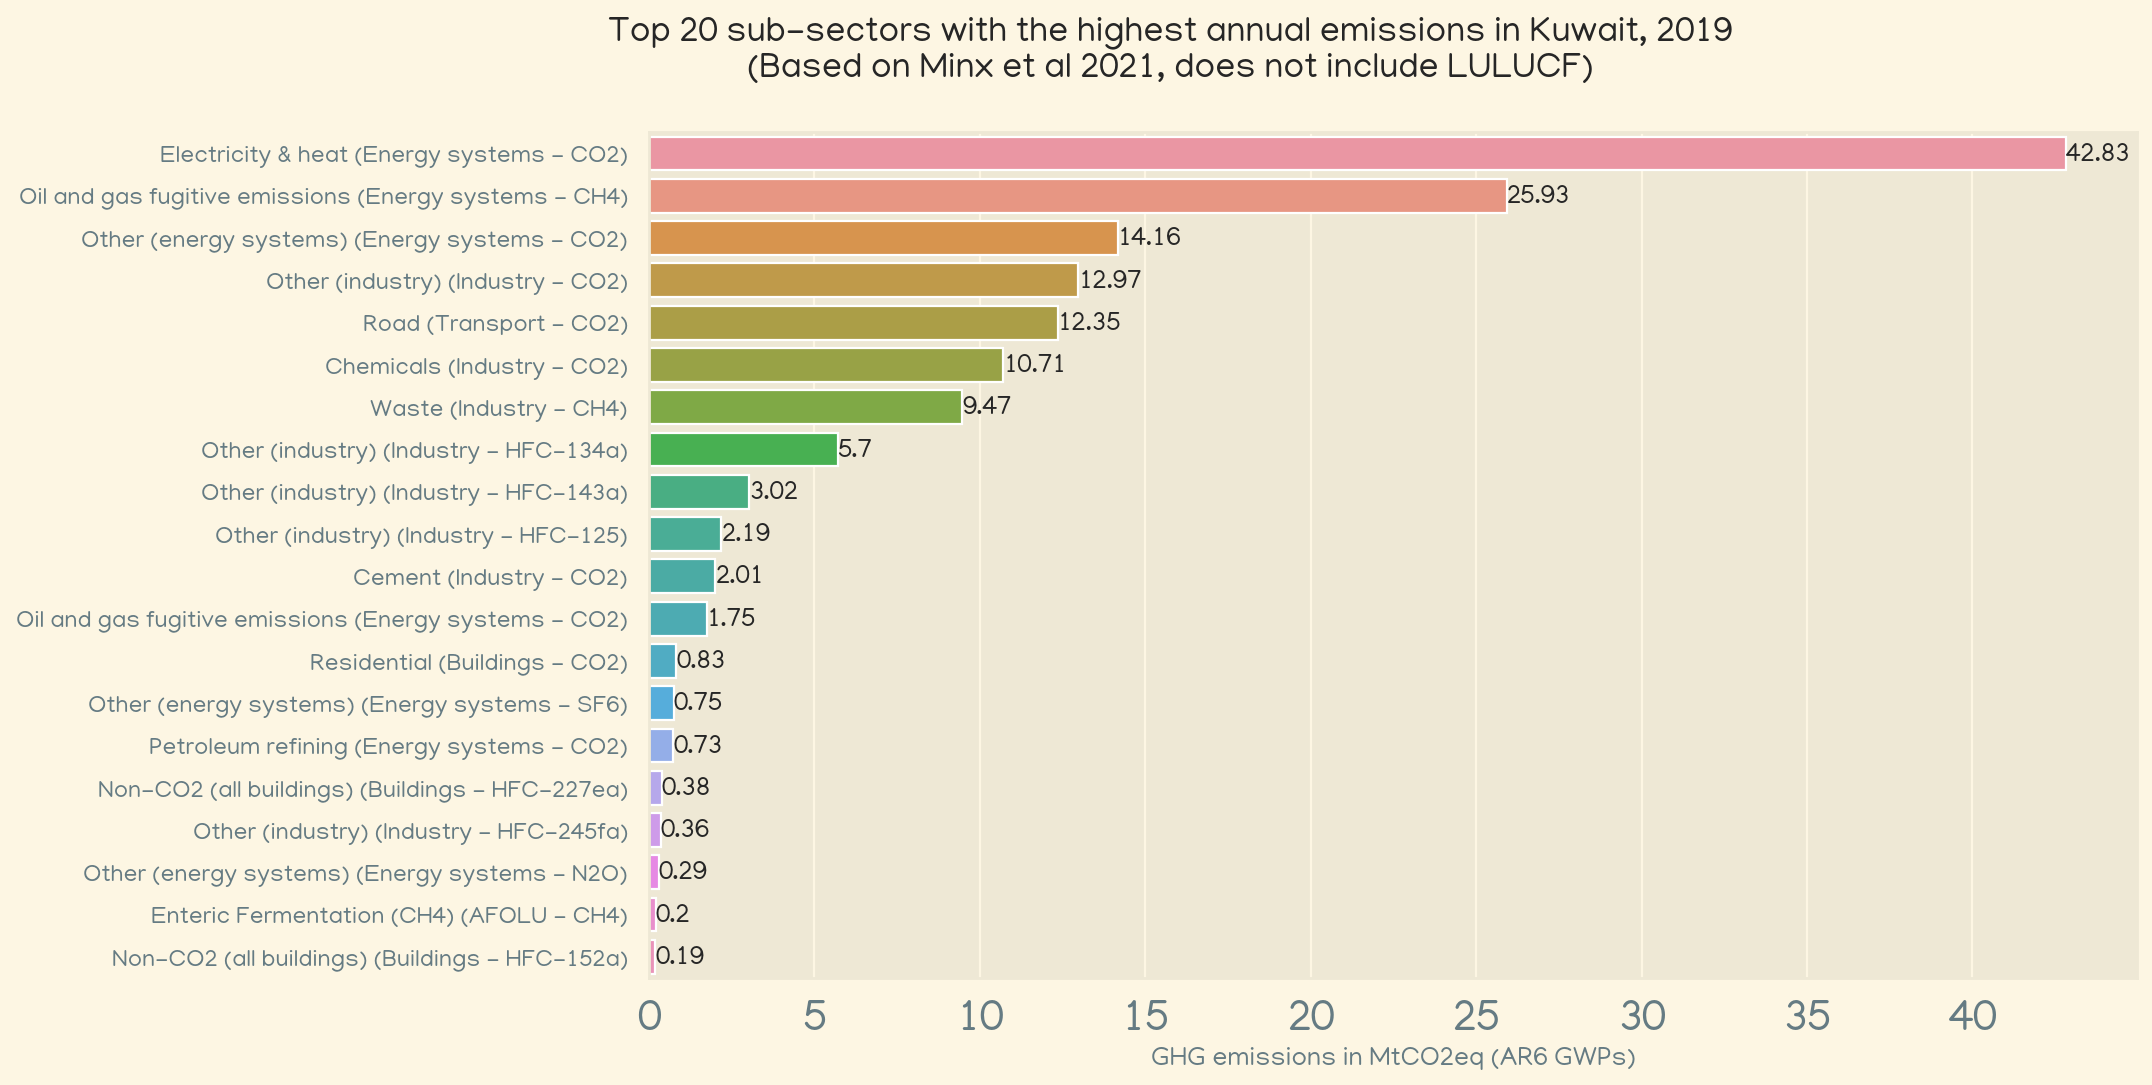 Top 20 sub-sectors with the highest annual emissions in Kuwait, 2019
(Based on Minx et al 2021, does not include LULUCF)
Electricity & heat (Energy systems - CO2) 42.83
Oil and gas fugitive emissions (Energy systems - CH4) 25.93
Other (energy systems) (Energy systems - CO2) 14.16
Other (industry) (Industry - CO2) 12.97
Road (Transport - CO2) 12.35
Chemicals (Industry - CO2) 10.71
Waste (Industry - CH4) 9.47
Other (industry) (Industry - HFC-134a) 5.7
Other (industry) (Industry - HFC-143a) 3.02
Other (industry) (Industry - HFC-125) 2.19
Cement (Industry - CO2) 2.01
Oil and gas fugitive emissions (Energy systems - CO2) 1.75
Residential (Buildings - CO2) 0.83
Other (energy systems) (Energy systems - SF6) 0.75
Petroleum refining (Energy systems - CO2) 0.73
Non-CO2 (all buildings) (Buildings - HFC-227ea) 0.38
Other (industry) (Industry - HFC-245fa) 0.36
Other (energy systems) (Energy systems - N2O) 0.29
Enteric Fermentation (CH4) (AFOLU - CH4) 0.2
Non-CO2 (all buildings) (Buildings - HFC-152a) 0.19
0 5 10 15 20 25 30 35 40
GHG emissions in MtCO2eq (AR6 GWPs)